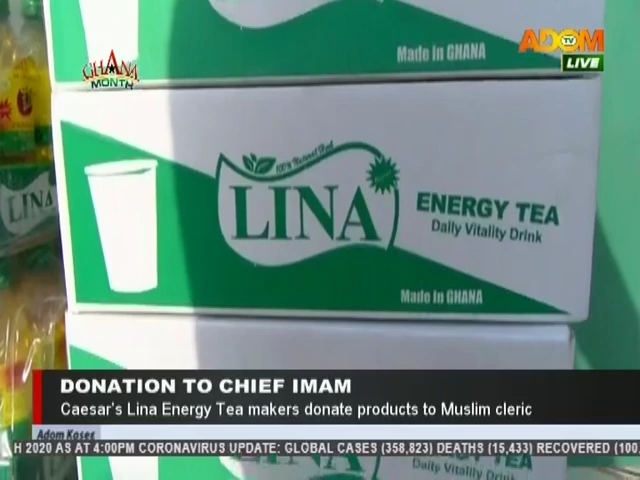 Made in GHANA
ADOM TV
LIVE
GHANA
MONTH
100% Natural
LINA
LINA
ENERGY TEA
Daily Vitality Drink
Made in GHANA
DONATION TO CHIEF IMAM
Caesar's Lina Energy Tea makers donate products to Muslim cleric
Adom Kasee
H 2020 AS AT 4:00PM CORONAVIRUS UPDATE: GLOBAL CASES (358,823) DEATHS (15,433) RECOVERED (100,
LINA
ENERGY TEA
Daily Vitality Drink